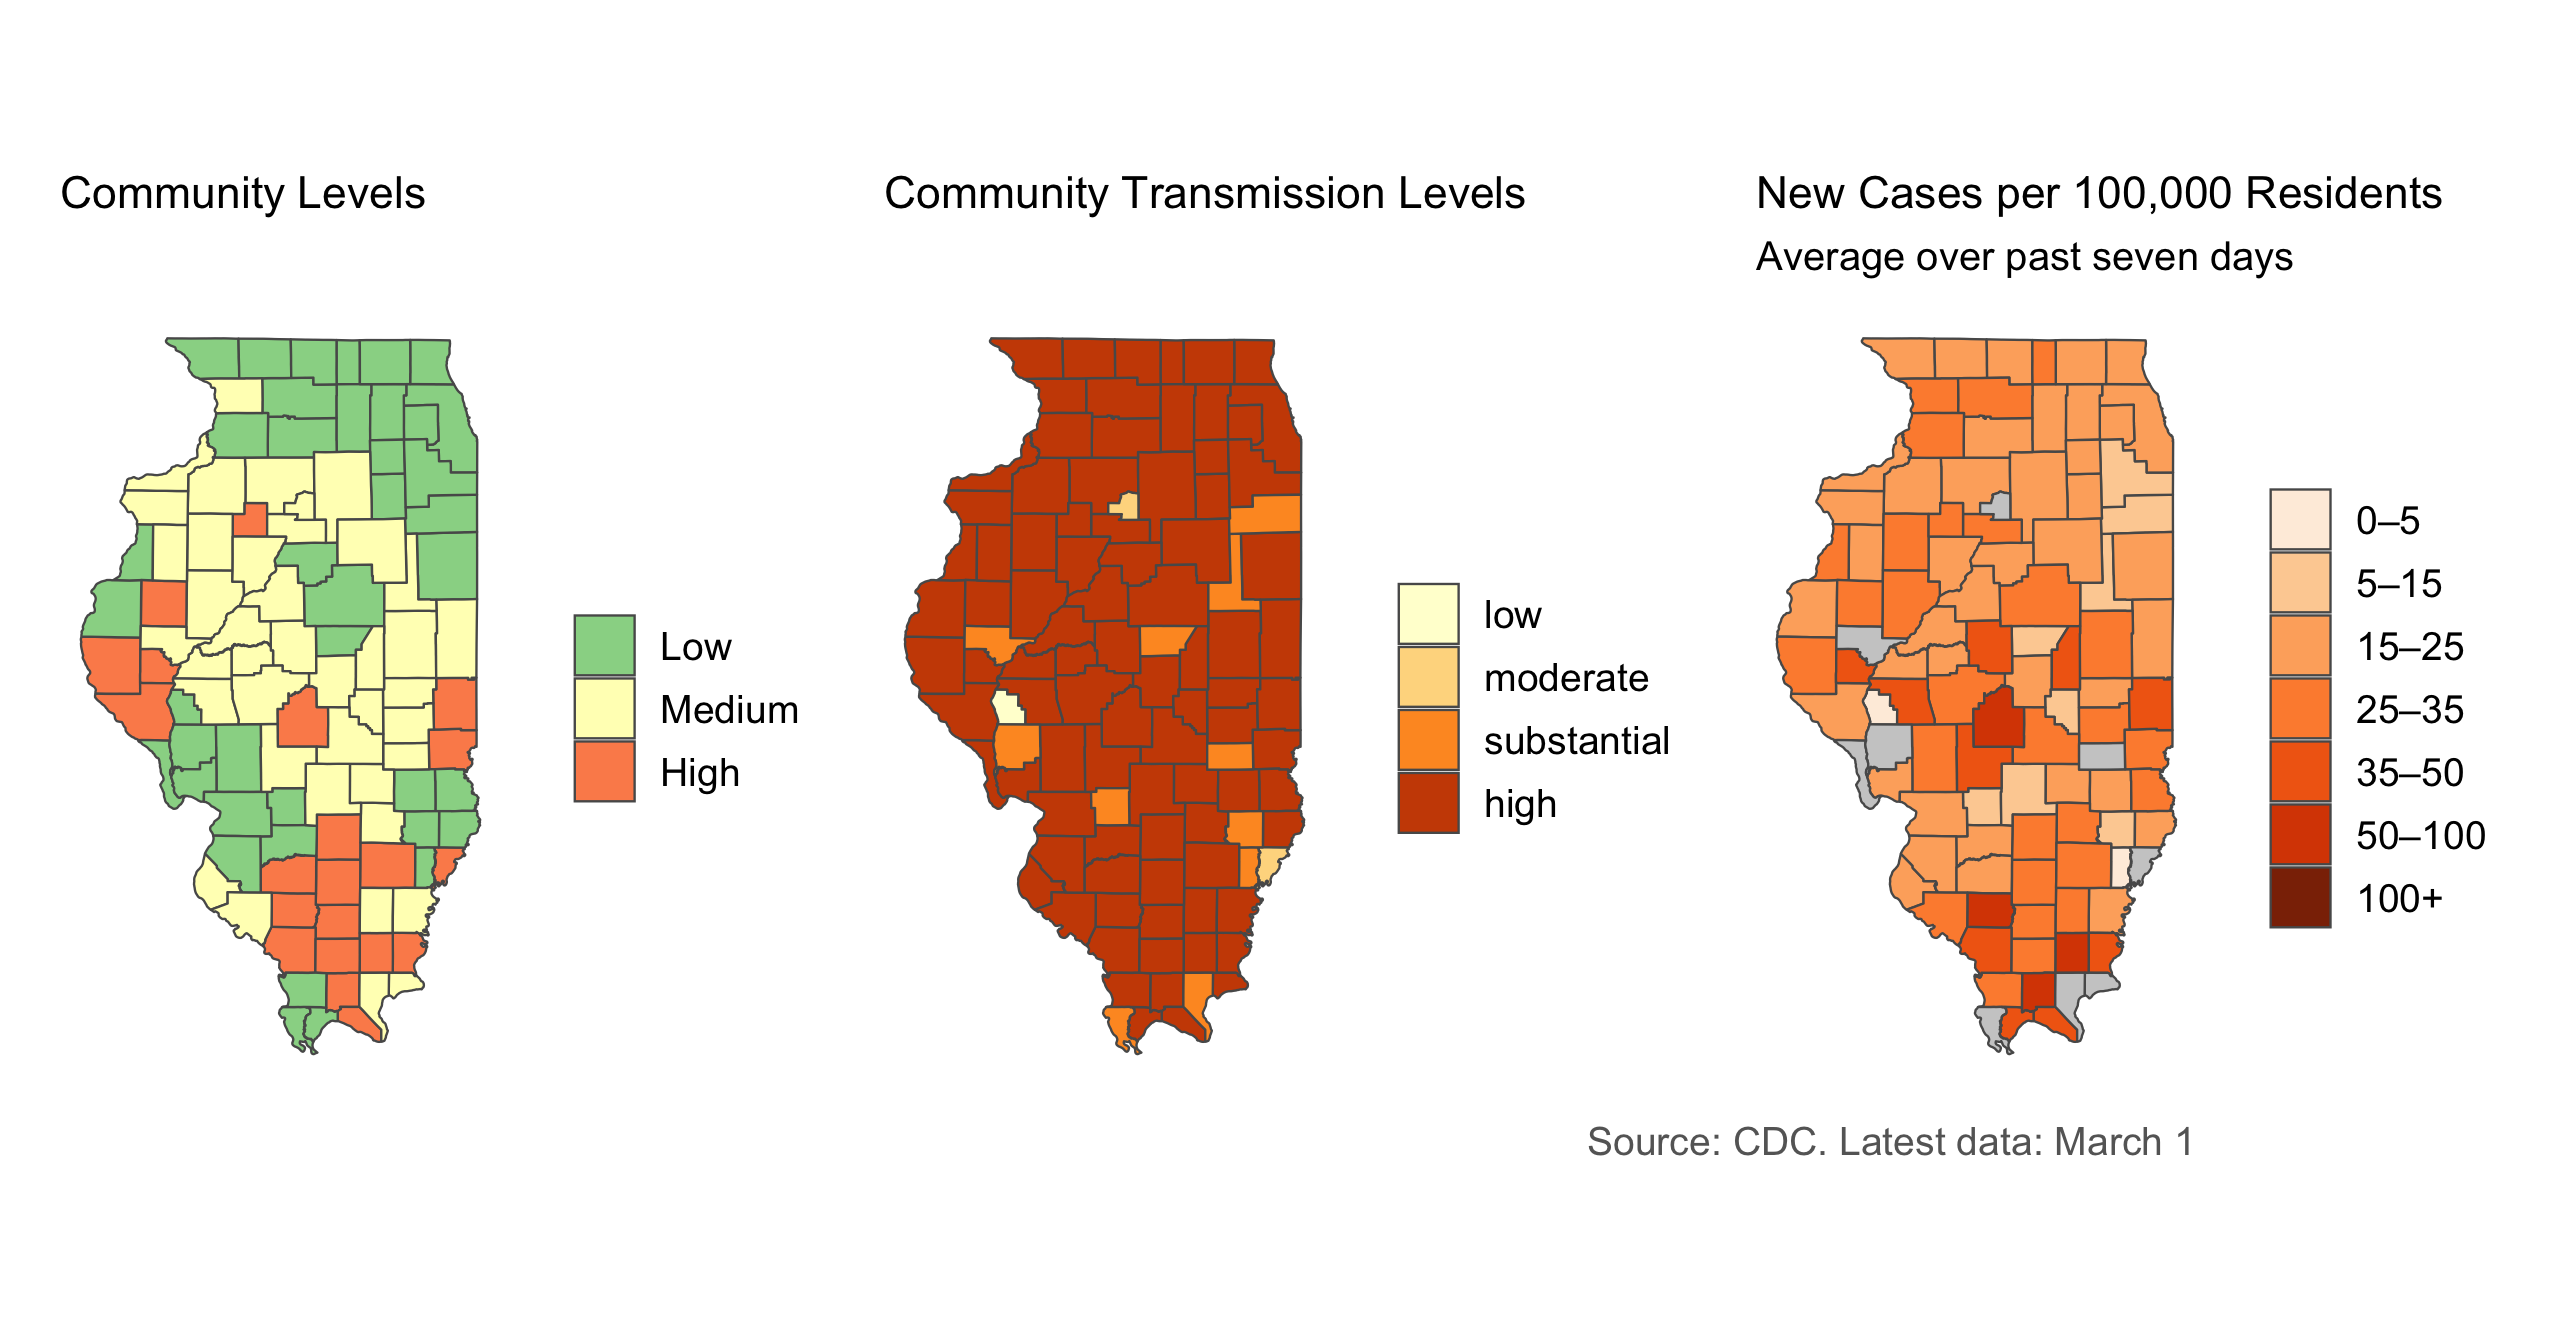 Community Levels
Low
Medium
High
Community Transmission Levels
low
moderate
substantial
high
New Cases per 100,000 Residents
Average over past seven days
0–5
5–15
15–25
25–35
35–50
50–100
100+
Source: CDC. Latest data: March 1